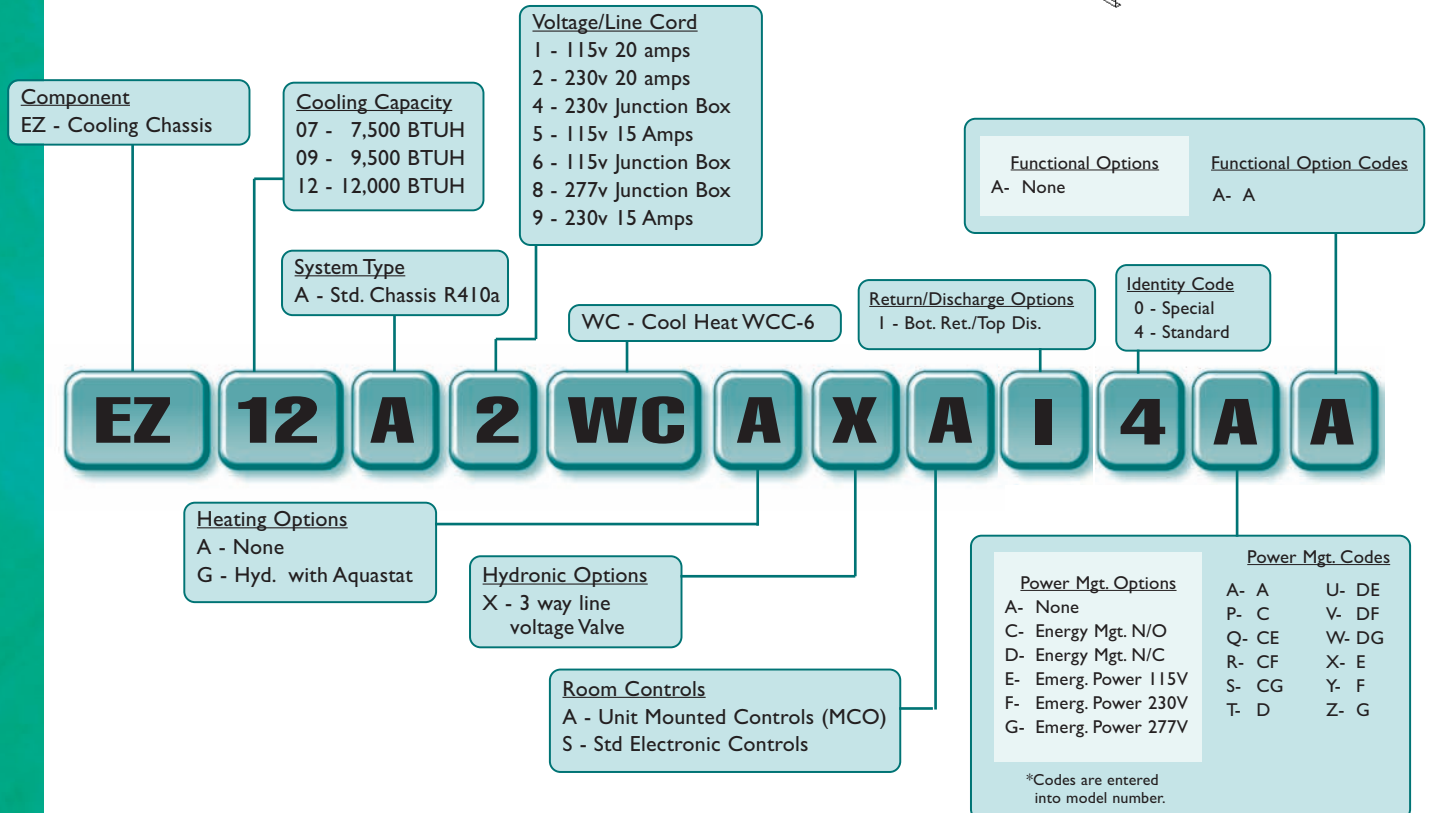 Voltage/Line Cord
1 - 115v 20 amps
2 - 230v 20 amps
4 - 230v Junction Box
5 - 115v 15 Amps
6 - 115v Junction Box
8 - 277v Junction Box
9 - 230v 15 Amps
Component
EZ - Cooling Chassis
Cooling Capacity
07 - 7,500 BTUH
09 - 9,500 BTUH
12 - 12,000 BTUH
Functional Options
A- None
Functional Option Codes
A- A
System Type
A - Std. Chassis R410a
WC - Cool Heat WCC-6
Return/Discharge Options
1 - Bot. Ret./Top Dis.
Identity Code
0 - Special
4 - Standard
EZ 12 A 2 WC A X A 1 4 A A
Heating Options
A - None
G - Hyd. with Aquastat
Hydronic Options
X - 3 way line
voltage Valve
Room Controls
A - Unit Mounted Controls (MCO)
S - Std Electronic Controls
Power Mgt. Options
A- None
C- Energy Mgt. N/O
D- Energy Mgt. N/C
E- Emerg. Power 115V
F- Emerg. Power 230V
G- Emerg. Power 277V
*Codes are entered
into model number.
Power Mgt. Codes
A- A
P- C
Q- CE
R- CF
S- CG
T- D
U- DE
V- DF
W- DG
X- E
Y- F
Z- G